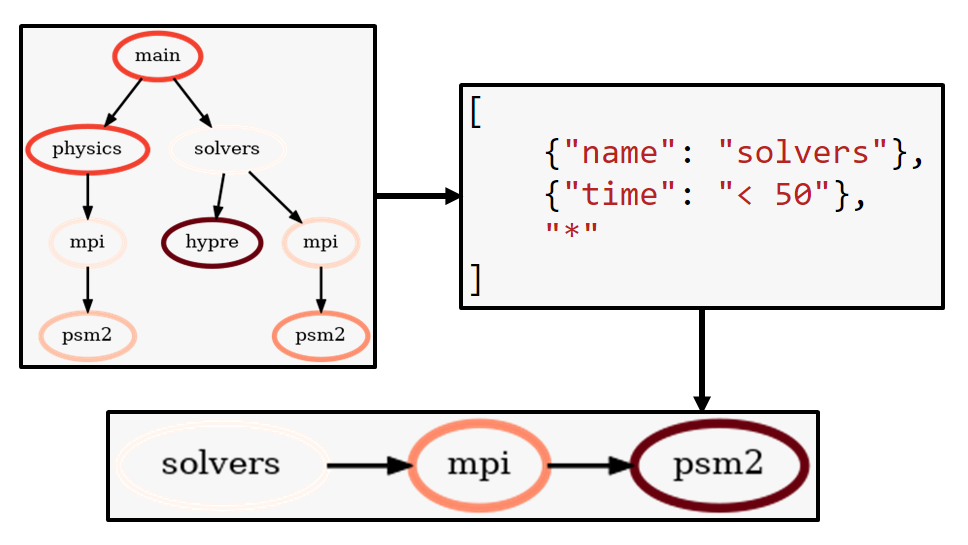 main
physics
solvers
mpi
hypre
mpi
psm2
psm2
[
{"name": "solvers"},
{"time": "< 50"},
"*"
]
solvers
mpi
psm2